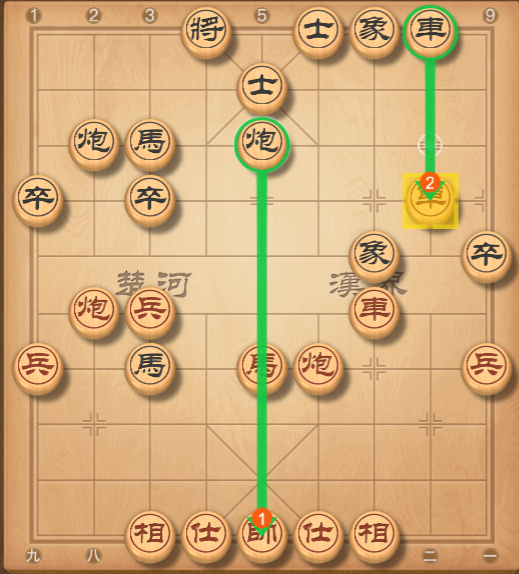 1 2 3 5 9
將 士 象 車
士
炮 馬 炮
卒 卒 2
象 卒
楚河 漢界
炮 兵 車
兵 馬 馬 炮 兵
相 仕 1 帥 仕 相
九 八 二 一